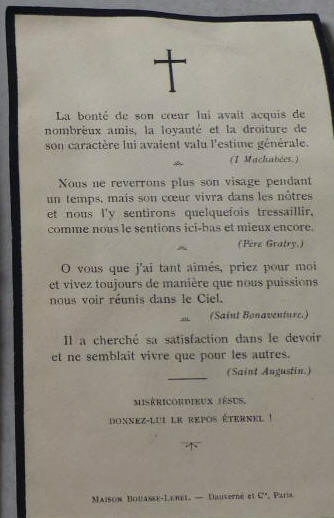 La bonté de son cœur lui avait acquis de
nombreux amis, la loyauté et la droiture de
son caractère lui avaient valu l'estime générale.
(I Machabées.)
Nous ne reverrons plus son visage pendant
un temps, mais son cœur vivra dans les nôtres
et nous l'y sentirons quelquefois tressaillir,
comme nous le sentions ici-bas et mieux encore.
(Père Gratry.)
O vous que j'ai tant aimés, priez pour moi
et vivez toujours de manière que nous puissions
nous voir réunis dans le Ciel.
(Saint Bonaventure.)
Il a cherché sa satisfaction dans le devoir
et ne semblait vivre que pour les autres.
(Saint Augustin.)
MISÉRICORDIEUX JÉSUS,
DONNEZ-LUI LE REPOS ÉTERNEL !
MAISON BOUASSE-LEBEL. — Dauverné et Cie, Paris.